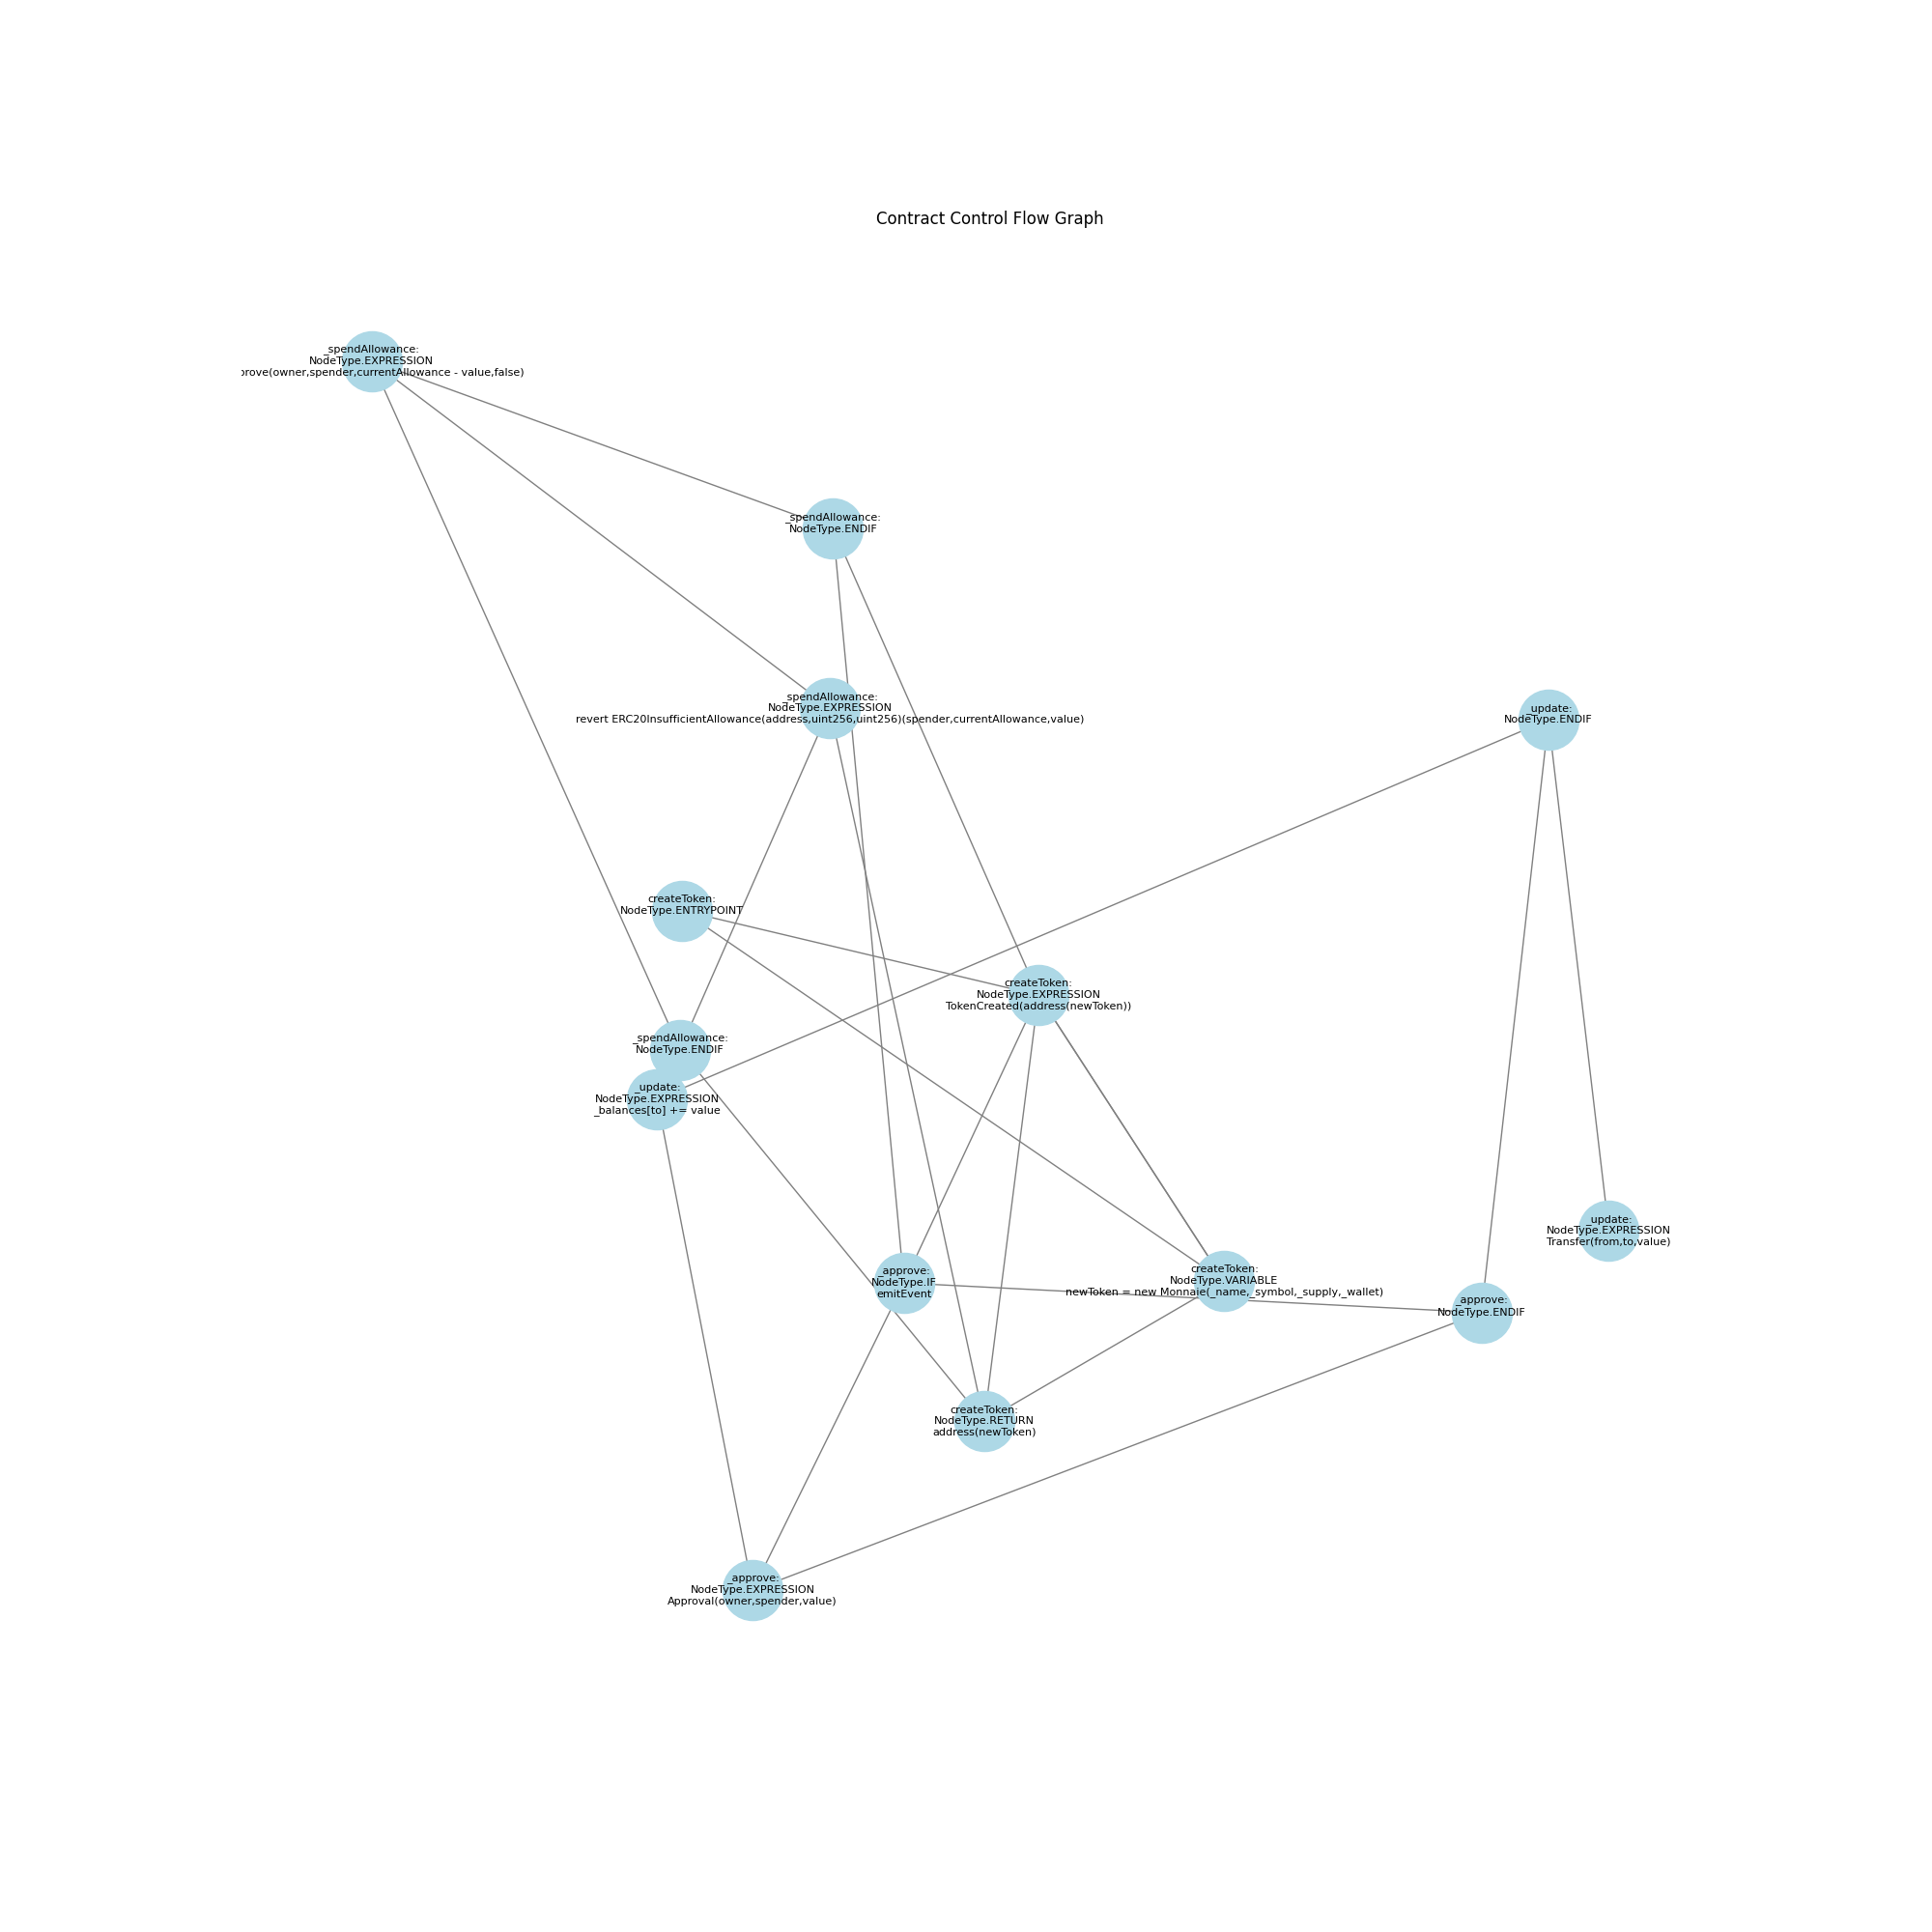 Contract Control Flow Graph
_spendAllowance:
NodeType.EXPRESSION
prove(owner,spender,currentAllowance - value,false)
_spendAllowance:
NodeType.ENDIF
_spendAllowance:
NodeType.EXPRESSION
revert ERC20InsufficientAllowance(address,uint256,uint256)(spender,currentAllowance,value)
_update:
NodeType.ENDIF
createToken:
NodeType.ENTRYPOINT
createToken:
NodeType.EXPRESSION
TokenCreated(address(newToken))
_spendAllowance:
NodeType.ENDIF
_update:
NodeType.EXPRESSION
_balances[to] += value
_update:
NodeType.EXPRESSION
Transfer(from,to,value)
_approve:
NodeType.IF
emitEvent
createToken:
NodeType.VARIABLE
newToken = new Monnaie(_name,_symbol,_supply,_wallet)
_approve:
NodeType.ENDIF
createToken:
NodeType.RETURN
address(newToken)
_approve:
NodeType.EXPRESSION
Approval(owner,spender,value)